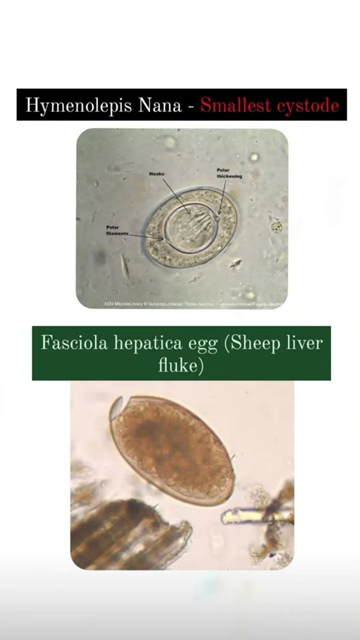 Hymenolepis Nana - Smallest cystode
Hooks
Polar
thickening
Polar
filaments
Fasciola hepatica egg (Sheep liver
fluke)